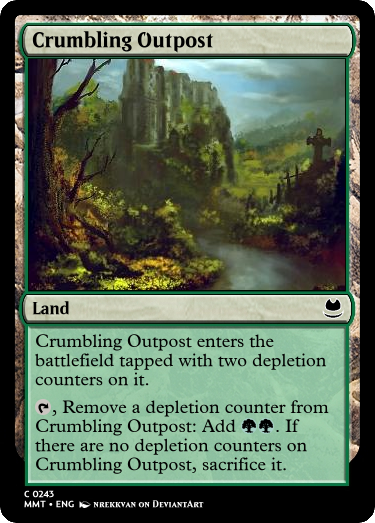 Crumbling Outpost
Land
Crumbling Outpost enters the
battlefield tapped with two depletion
counters on it.
, Remove a depletion counter from
Crumbling Outpost: Add . If
there are no depletion counters on
Crumbling Outpost, sacrifice it.
C 0243
MMT • ENG NREKKVAN ON DEVIANTART